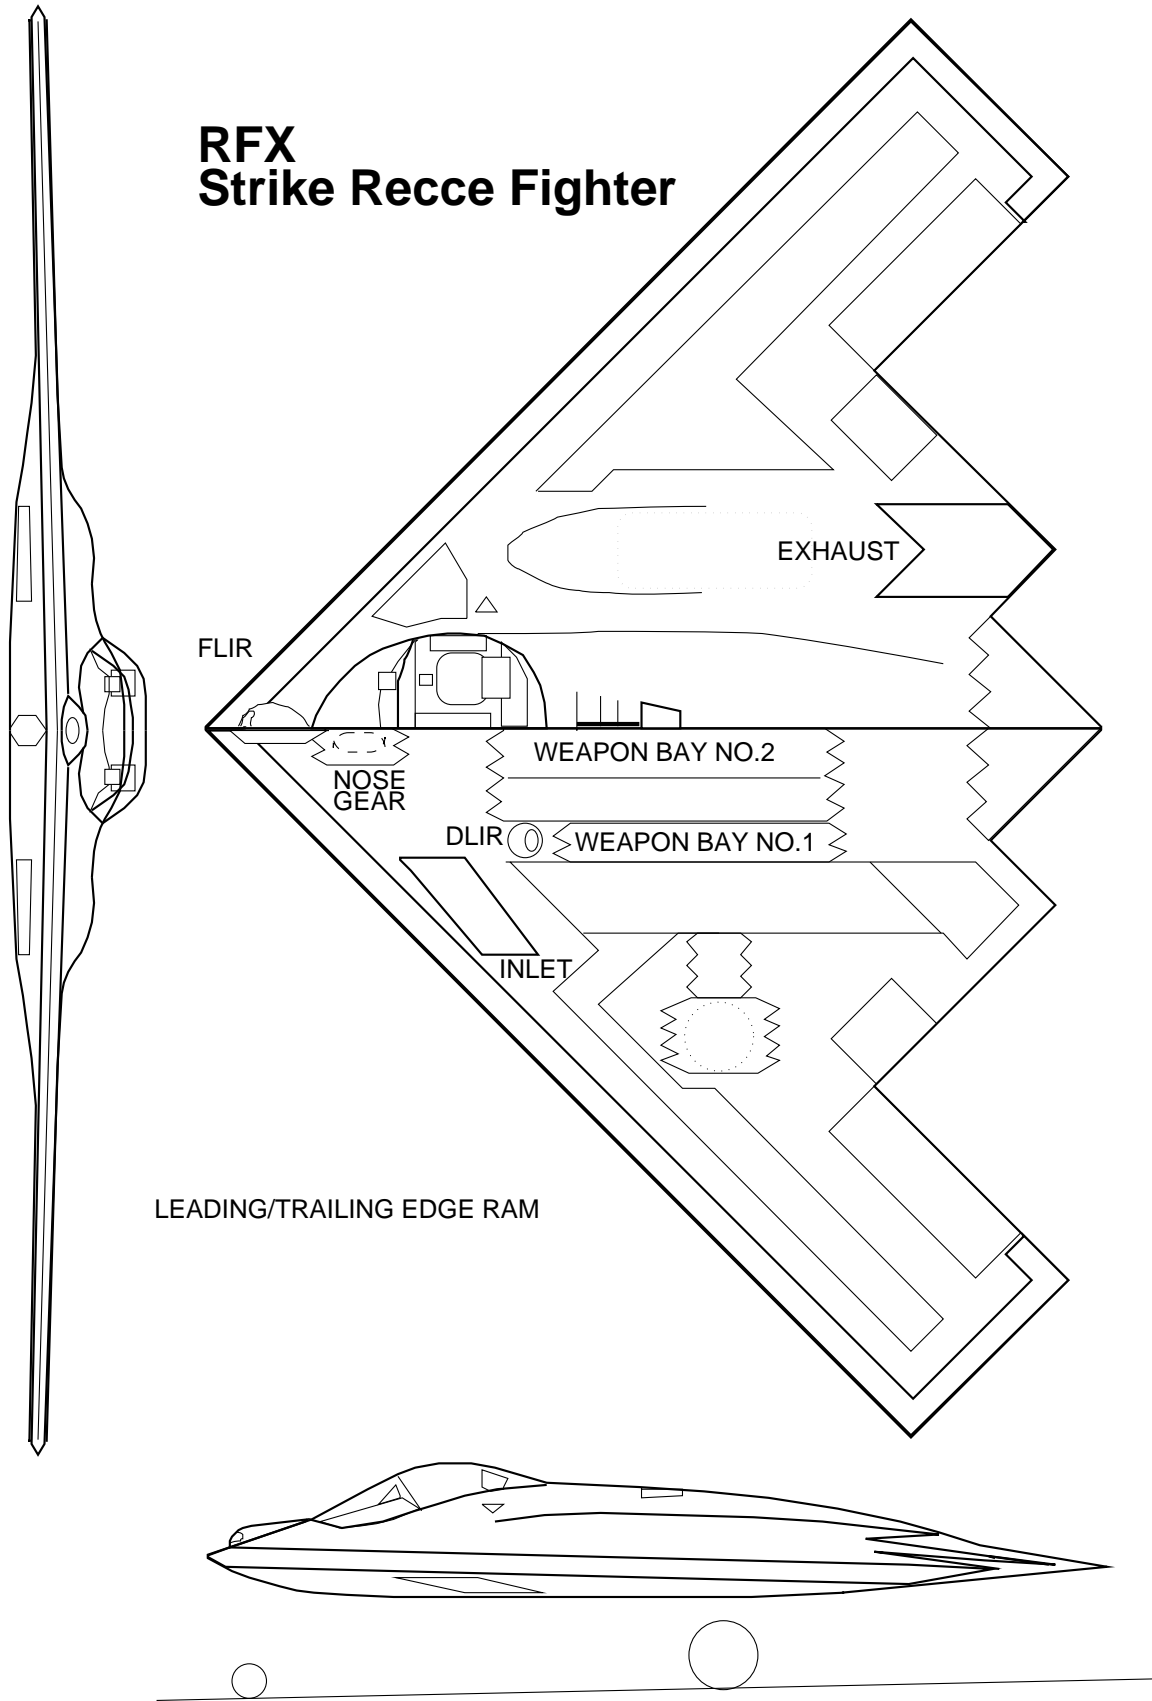 RFX
Strike Recce Fighter
EXHAUST
FLIR
WEAPON BAY NO.2
NOSE
GEAR
DLIR
WEAPON BAY NO.1
INLET
LEADING/TRAILING EDGE RAM